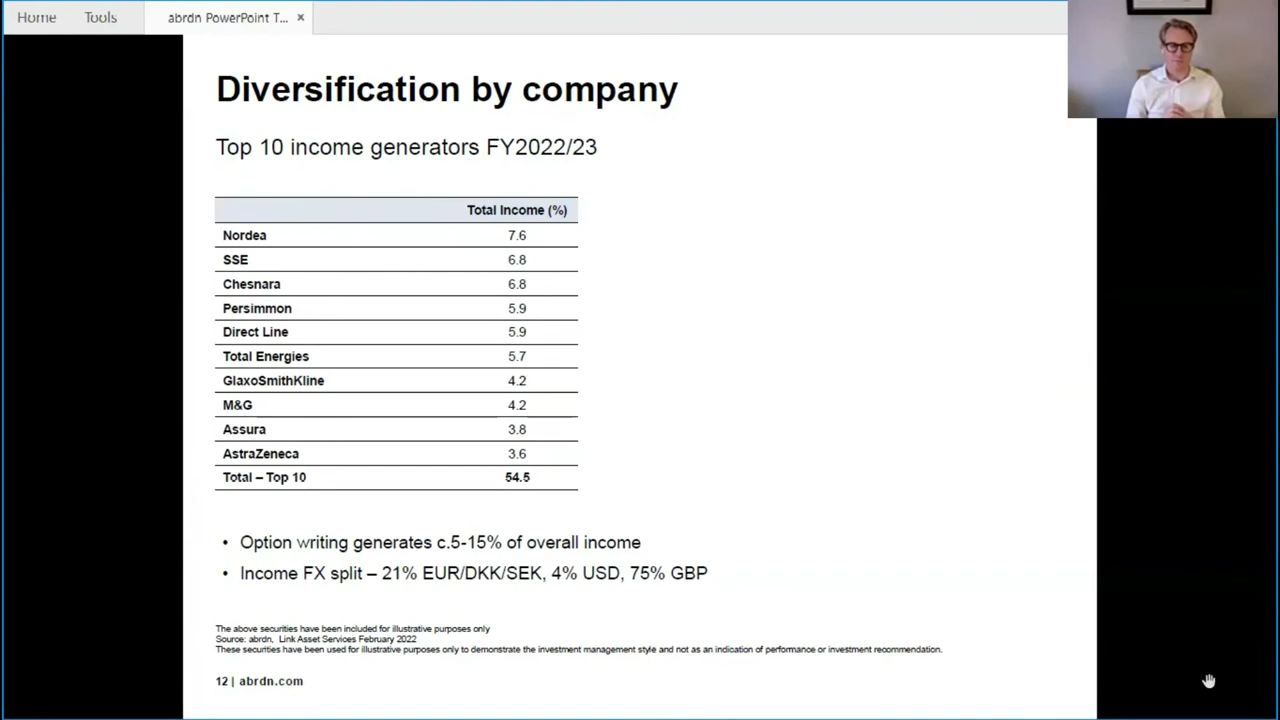 Home Tools abrdn PowerPoint T... ×
Diversification by company
Top 10 income generators FY2022/23
Total Income (%)
Nordea 7.6
SSE 6.8
Chesnara 6.8
Persimmon 5.9
Direct Line 5.9
Total Energies 5.7
GlaxoSmithKline 4.2
M&G 4.2
Assura 3.8
AstraZeneca 3.6
Total – Top 10 54.5
• Option writing generates c.5-15% of overall income
• Income FX split – 21% EUR/DKK/SEK, 4% USD, 75% GBP
The above securities have been included for illustrative purposes only
Source: abrdn, Link Asset Services February 2022
These securities have been used for illustrative purposes only to demonstrate the investment management style and not as an indication of performance or investment recommendation.
12 | abrdn.com